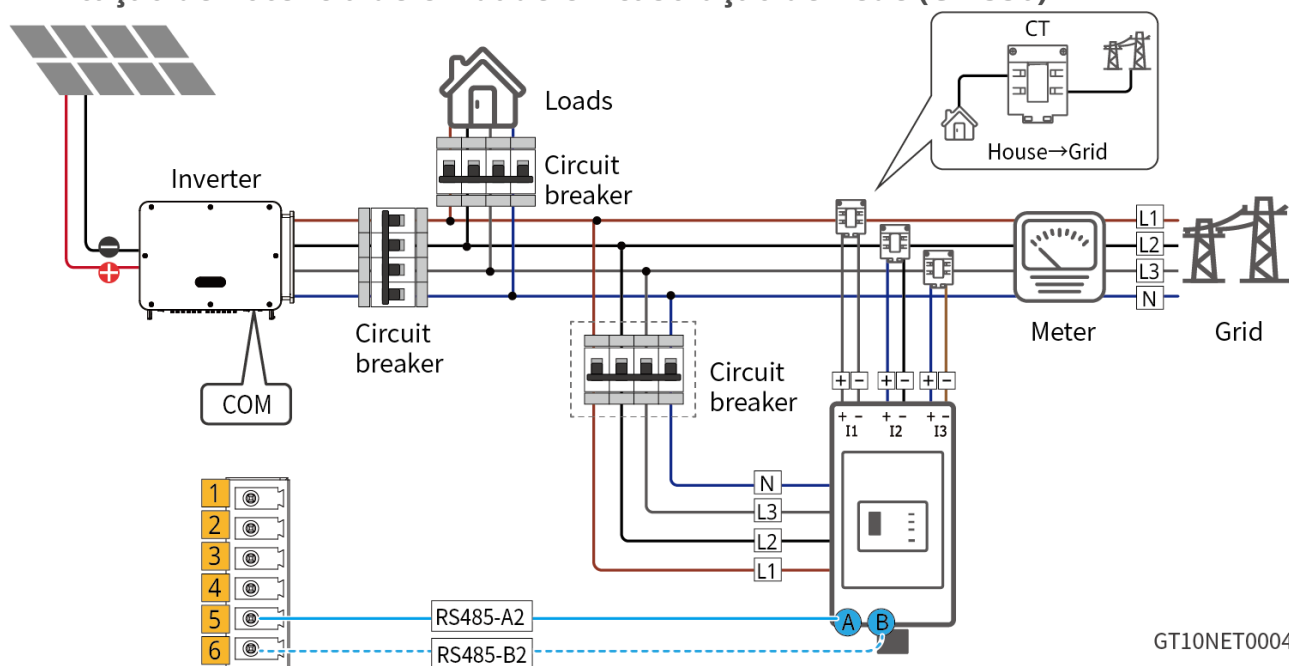 CT
House→Grid
Loads
Circuit
breaker
Inverter
L1
L2
L3
N
Circuit
breaker
Meter
Grid
COM
Circuit
breaker
+ − + − + −
+ − + − + −
I1 I2 I3
N
L3
L2
L1
1
2
3
4
5
6
RS485-A2
RS485-B2
A B
GT10NET0004